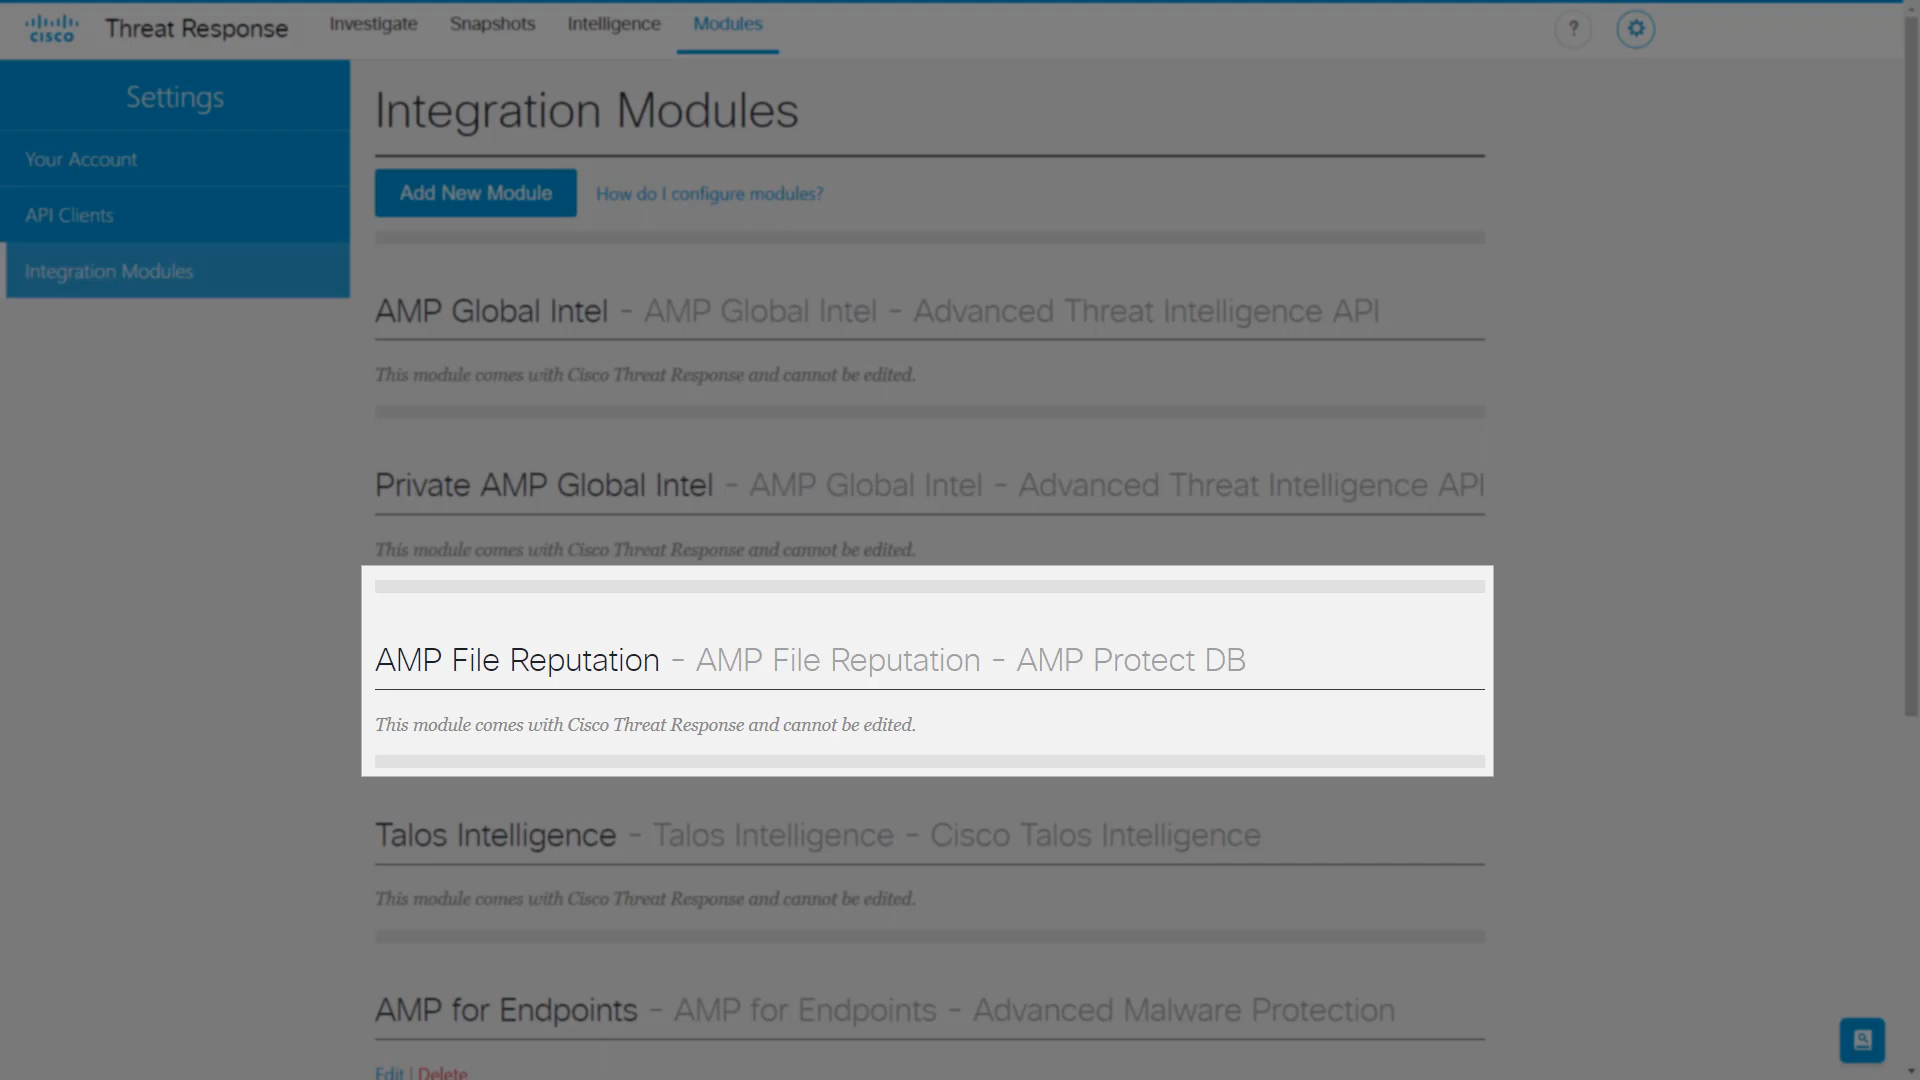 cisco
Threat Response
Investigate
Snapshots
Intelligence
Modules
?
Settings
Your Account
API Clients
Integration Modules
Integration Modules
Add New Module
How do I configure modules?
AMP Global Intel - AMP Global Intel - Advanced Threat Intelligence API
This module comes with Cisco Threat Response and cannot be edited.
Private AMP Global Intel - AMP Global Intel - Advanced Threat Intelligence API
This module comes with Cisco Threat Response and cannot be edited.
AMP File Reputation - AMP File Reputation - AMP Protect DB
This module comes with Cisco Threat Response and cannot be edited.
Talos Intelligence - Talos Intelligence - Cisco Talos Intelligence
This module comes with Cisco Threat Response and cannot be edited.
AMP for Endpoints - AMP for Endpoints - Advanced Malware Protection
Edit | Delete